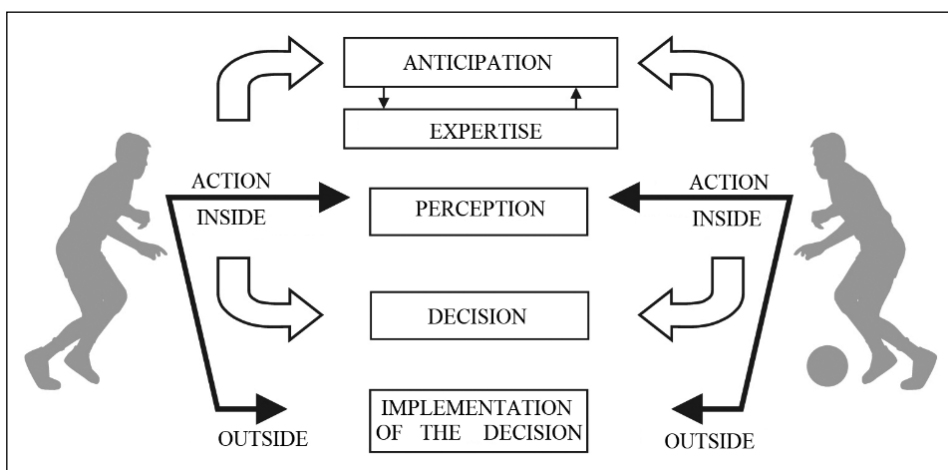 ANTICIPATION
EXPERTISE
ACTION
INSIDE
PERCEPTION
ACTION
INSIDE
DECISION
OUTSIDE
IMPLEMENTATION
OF THE DECISION
OUTSIDE